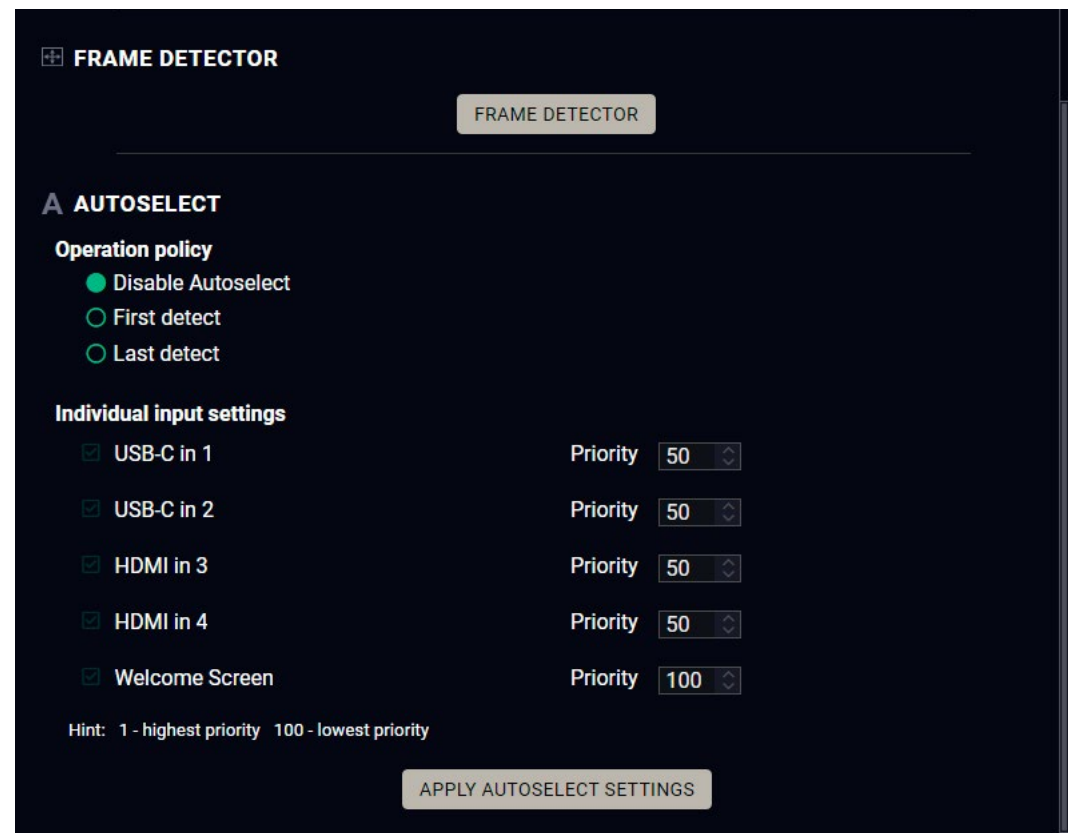 FRAME DETECTOR
FRAME DETECTOR
A AUTOSELECT
Operation policy
Disable Autoselect
First detect
Last detect
Individual input settings
USB-C in 1 Priority 50
USB-C in 2 Priority 50
HDMI in 3 Priority 50
HDMI in 4 Priority 50
Welcome Screen Priority 100
Hint: 1 - highest priority 100 - lowest priority
APPLY AUTOSELECT SETTINGS